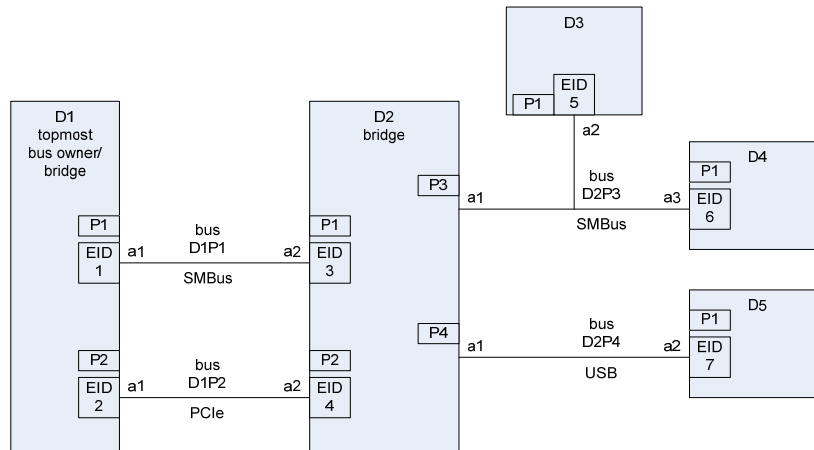 D1
topmost
bus owner/
bridge
P1
EID
1
P2
EID
2
a1
bus
D1P1
a2
SMBus
a1
bus
D1P2
a2
PCIe
D2
bridge
P1
EID
3
P2
EID
4
P3
P4
a1
bus
D2P3
a3
SMBus
a1
bus
D2P4
a2
USB
D3
P1
EID
5
a2
D4
P1
EID
6
D5
P1
EID
7